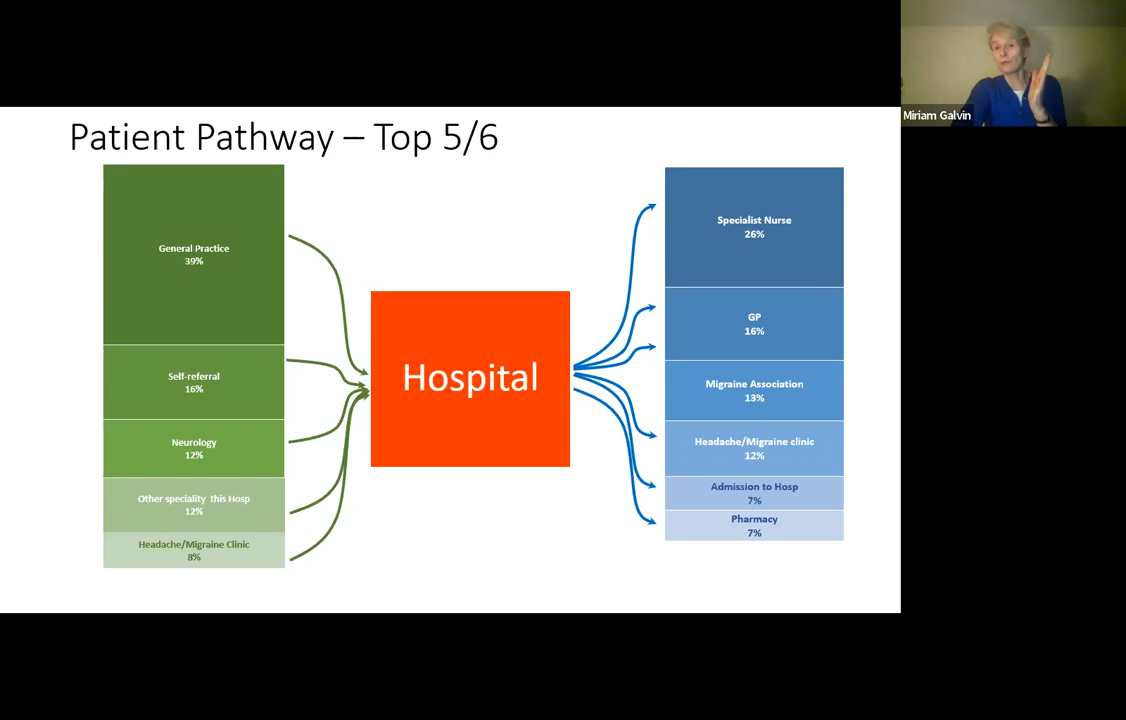 Miriam Galvin
Patient Pathway – Top 5/6
General Practice
39%
Self-referral
16%
Neurology
12%
Other speciality this Hosp
12%
Headache/Migraine Clinic
8%
Hospital
Specialist Nurse
26%
GP
16%
Migraine Association
13%
Headache/Migraine clinic
12%
Admission to Hosp
7%
Pharmacy
7%